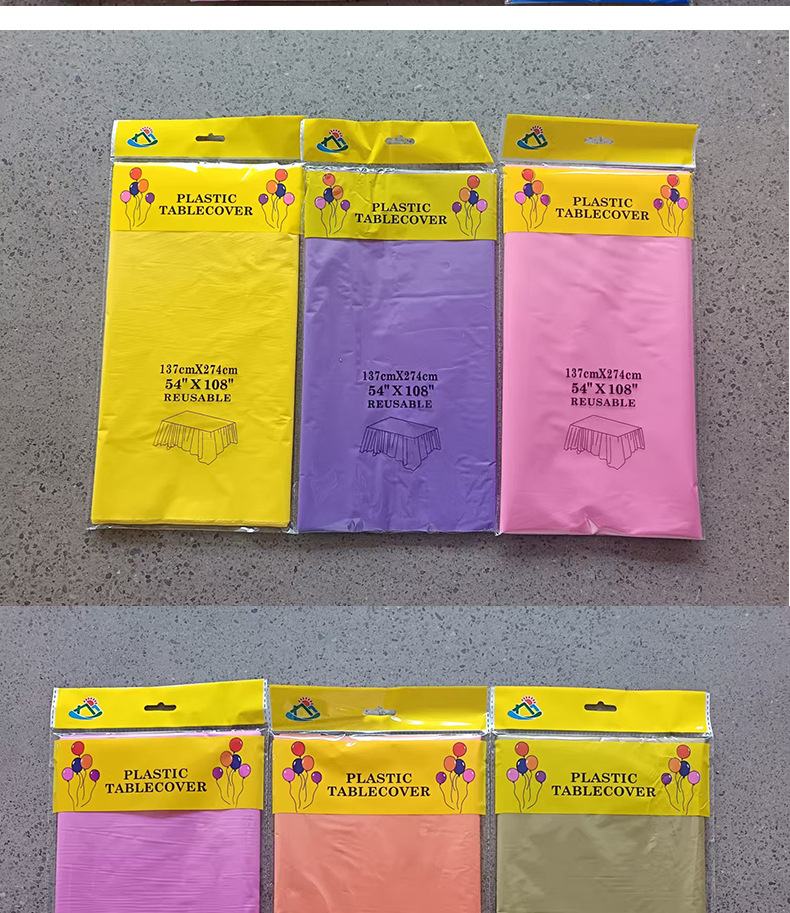 PLASTIC
TABLECOVER
137cmX274cm
54" X 108"
REUSABLE
PLASTIC
TABLECOVER
137cmX274cm
54" X 108"
REUSABLE
PLASTIC
TABLECOVER
137cmX274cm
54" X 108"
REUSABLE
PLASTIC
TABLECOVER
PLASTIC
TABLECOVER
PLASTIC
TABLECOVER